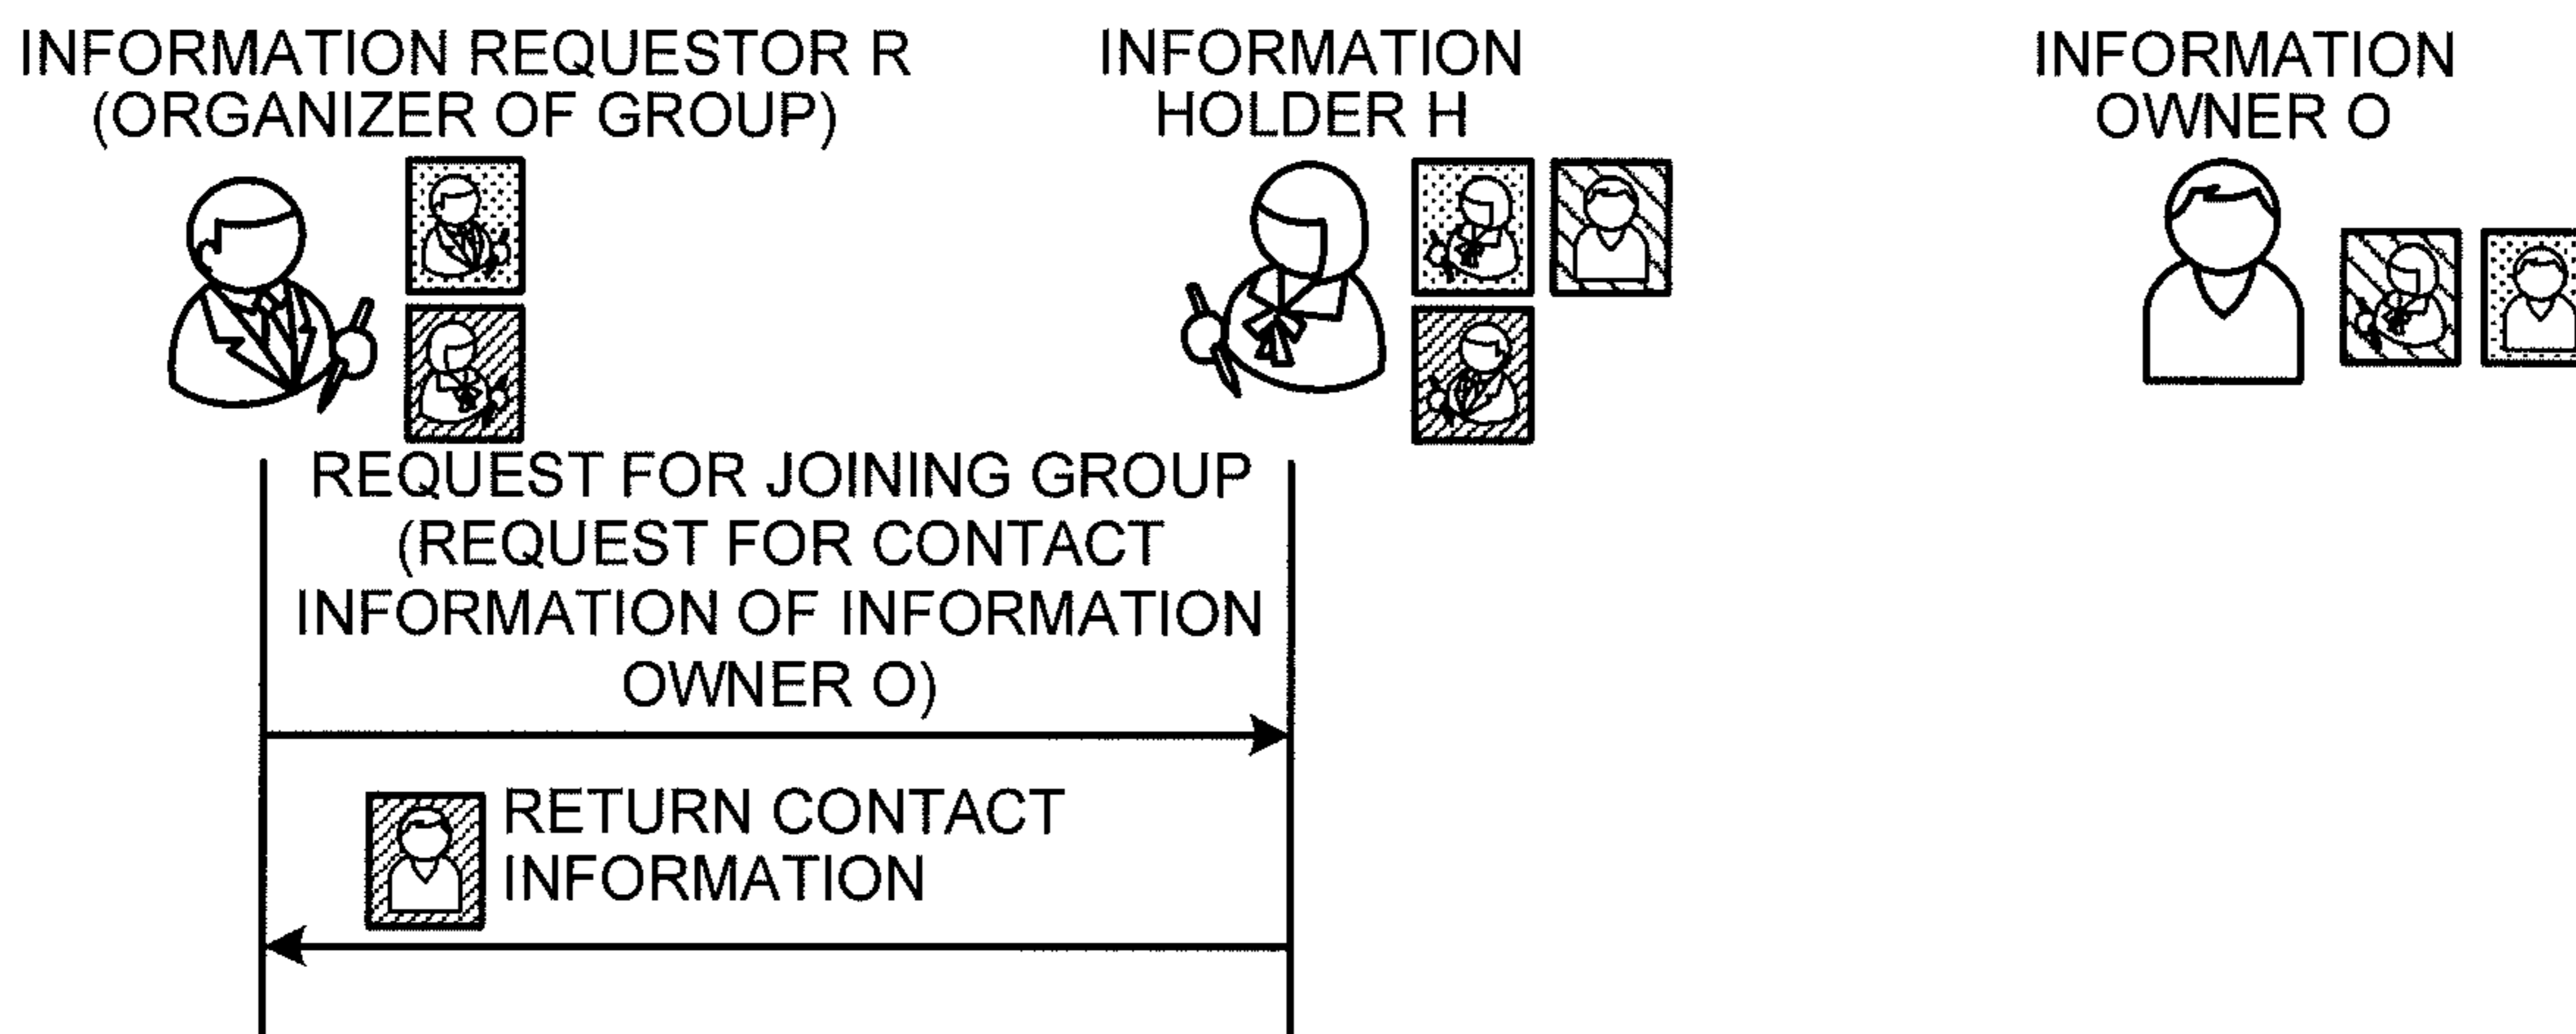 INFORMATION REQUESTOR R
(ORGANIZER OF GROUP)
INFORMATION
HOLDER H
INFORMATION
OWNER O
REQUEST FOR JOINING GROUP
(REQUEST FOR CONTACT
INFORMATION OF INFORMATION
OWNER O)
RETURN CONTACT
INFORMATION